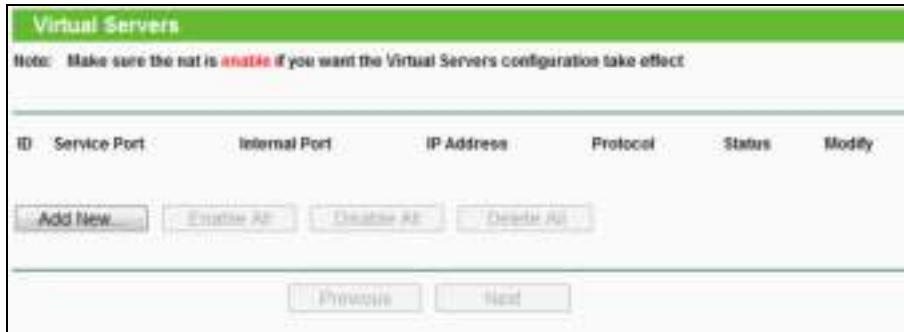 Virtual Servers
Note: Make sure the nat is enable if you want the Virtual Servers configuration take effect
ID Service Port Internal Port IP Address Protocol Status Modify
Add New... Enable All Disable All Delete All
Previous Next